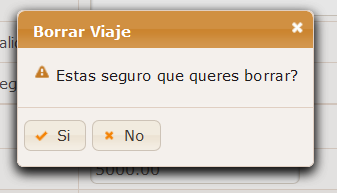 Borrar Viaje
Estas seguro que queres borrar?
Si
No